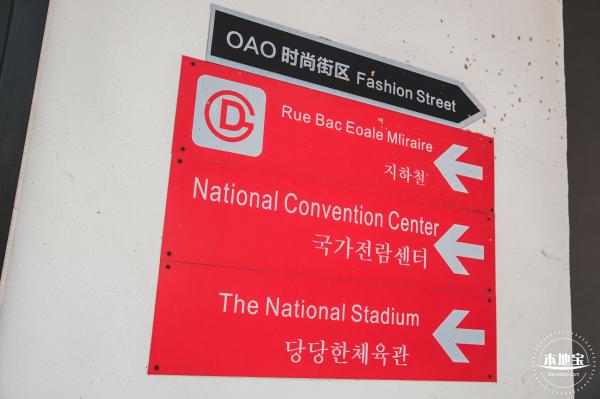 OAO 时尚街区 Fashion Street
Rue Bac Eoale Mliraire
지하철
National Convention Center
국가전람센터
The National Stadium
당당한체육관
本地宝